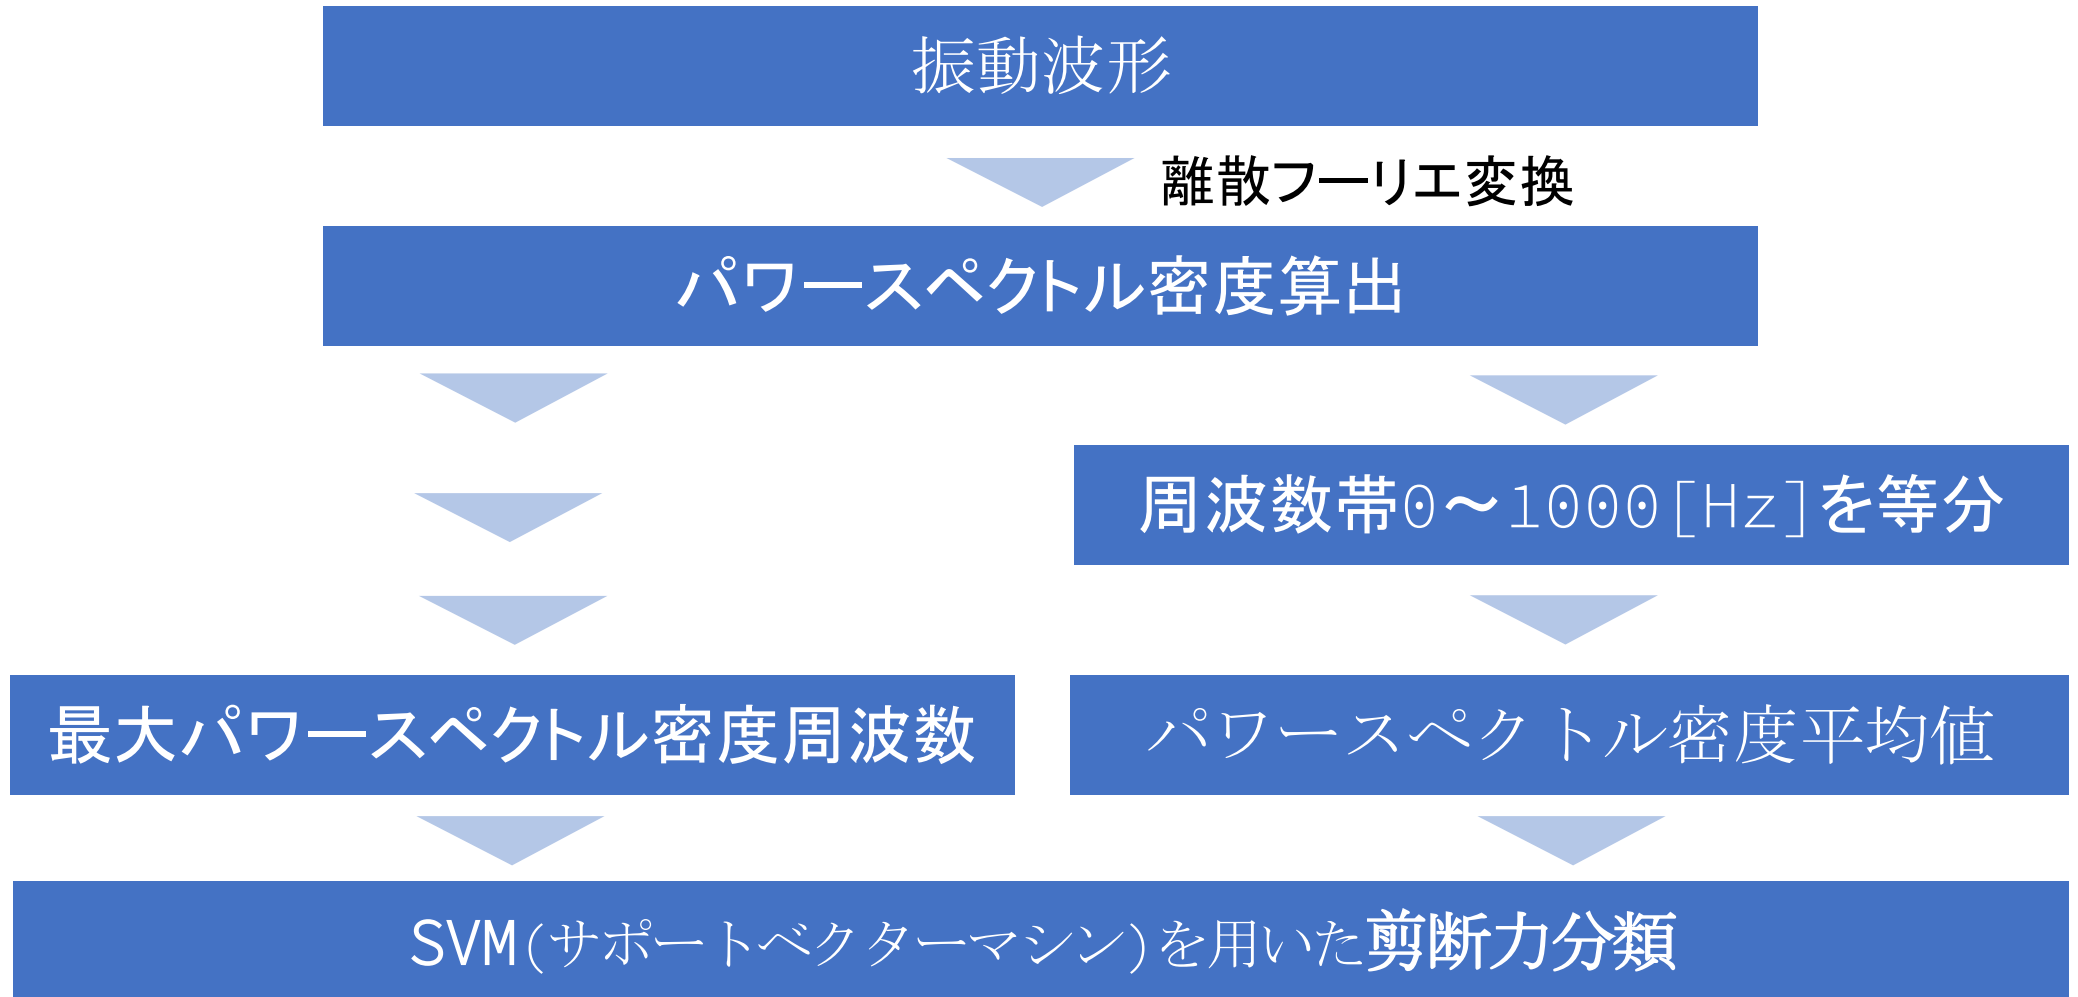 振動波形
離散フーリエ変換
パワースペクトル密度算出
周波数帯0～1000[Hz]を等分
最大パワースペクトル密度周波数
パワースペクトル密度平均値
SVM(サポートベクターマシン)を用いた剪断力分類